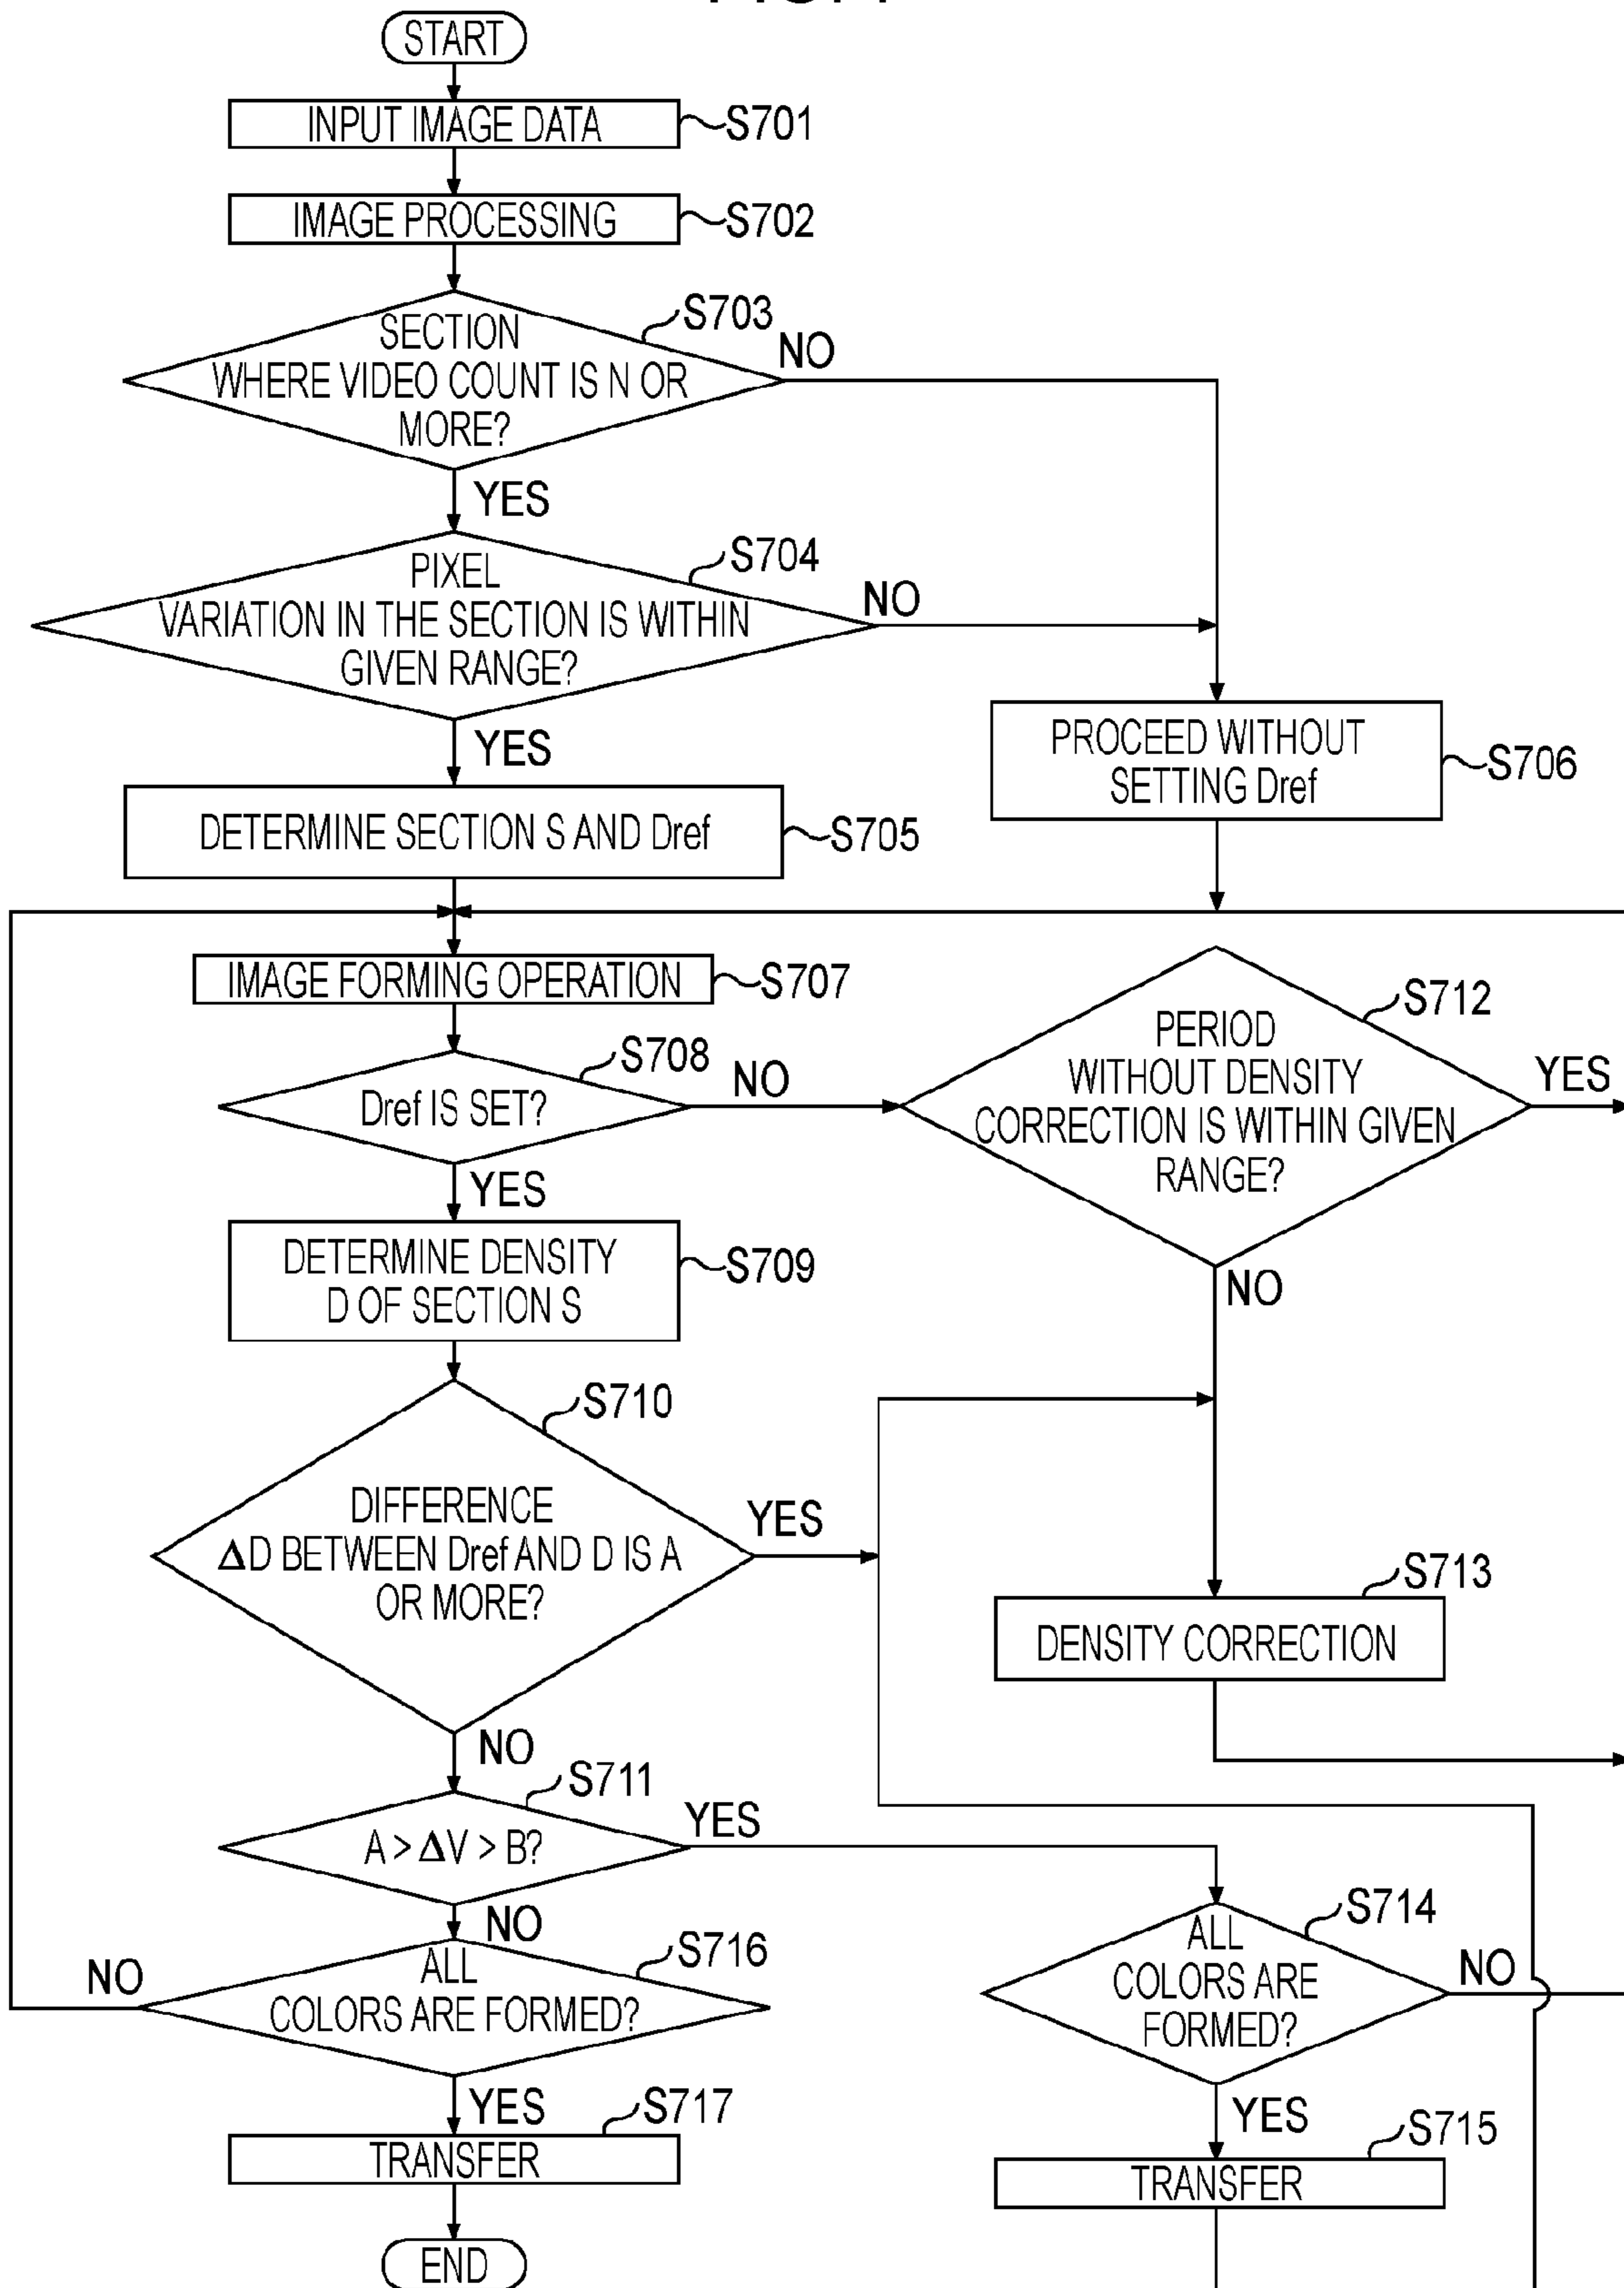 START
INPUT IMAGE DATA
S701
IMAGE PROCESSING
S702
SECTION
WHERE VIDEO COUNT IS N OR
MORE?
S703
NO
YES
PIXEL
VARIATION IN THE SECTION IS WITHIN
GIVEN RANGE?
S704
NO
YES
DETERMINE SECTION S AND Dref
S705
PROCEED WITHOUT
SETTING Dref
S706
IMAGE FORMING OPERATION
S707
Dref IS SET?
S708
NO
YES
PERIOD
WITHOUT DENSITY
CORRECTION IS WITHIN GIVEN
RANGE?
S712
YES
NO
DETERMINE DENSITY
D OF SECTION S
S709
DIFFERENCE
ΔD BETWEEN Dref AND D IS A
OR MORE?
S710
YES
NO
DENSITY CORRECTION
S713
A > ΔV > B?
S711
YES
NO
ALL
COLORS ARE
FORMED?
S714
NO
YES
ALL
COLORS ARE FORMED?
S716
NO
YES
TRANSFER
S717
TRANSFER
S715
END